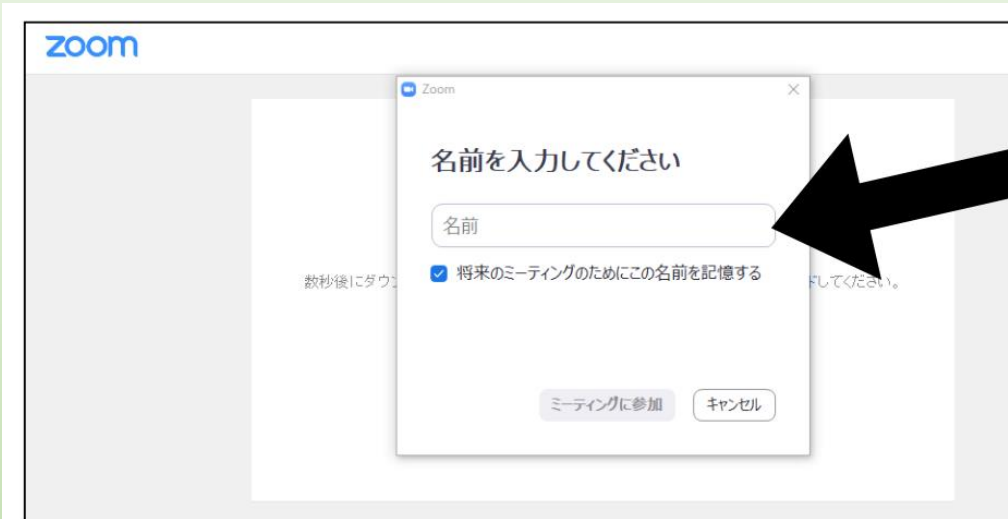 zoom
Zoom
名前を入力してください
名前
将来のミーティングのためにこの名前を記憶する
数秒後にダウン
ドしてください。
ミーティングに参加
キャンセル